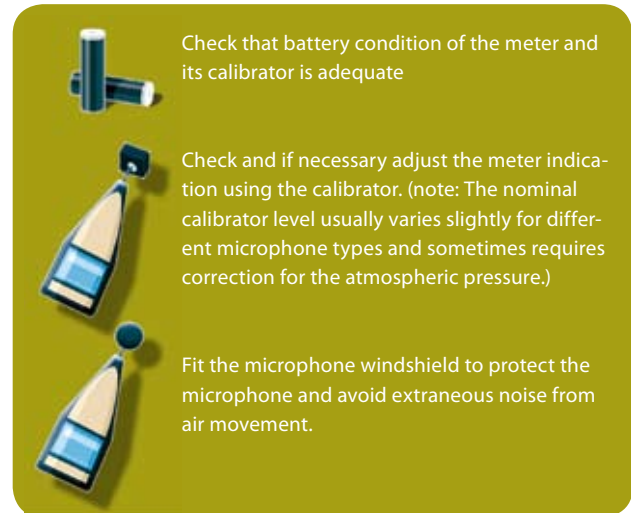 Check that battery condition of the meter and
its calibrator is adequate
Check and if necessary adjust the meter indica-
tion using the calibrator. (note: The nominal
calibrator level usually varies slightly for differ-
ent microphone types and sometimes requires
correction for the atmospheric pressure.)
Fit the microphone windshield to protect the
microphone and avoid extraneous noise from
air movement.